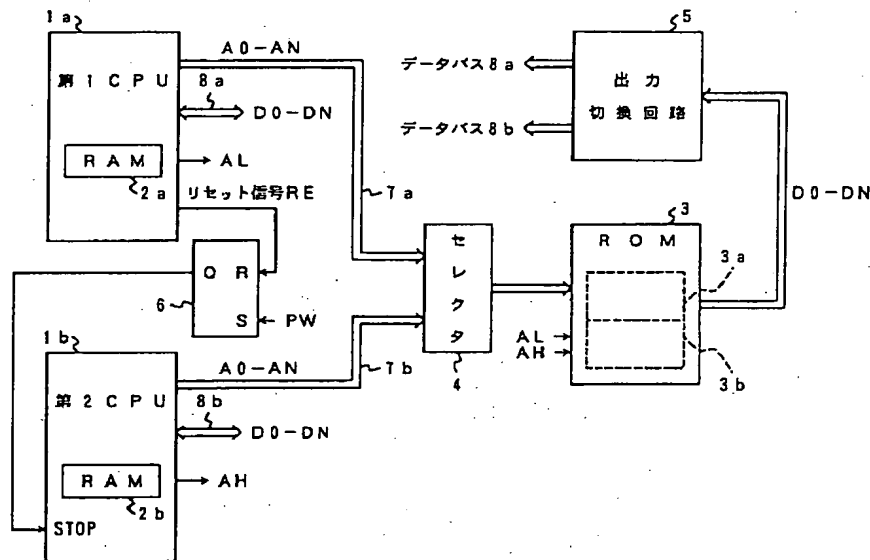 1a
第1CPU
A0-AN
8a
D0-DN
RAM
AL
2a
リセット信号RE
7a
Q R
6
S
PW
1b
第2CPU
A0-AN
7b
8b
D0-DN
RAM
AH
2b
STOP
セレクタ
4
5
データバス8a
出力
切換回路
データバス8b
D0-DN
3
ROM
3a
AL
AH
3b